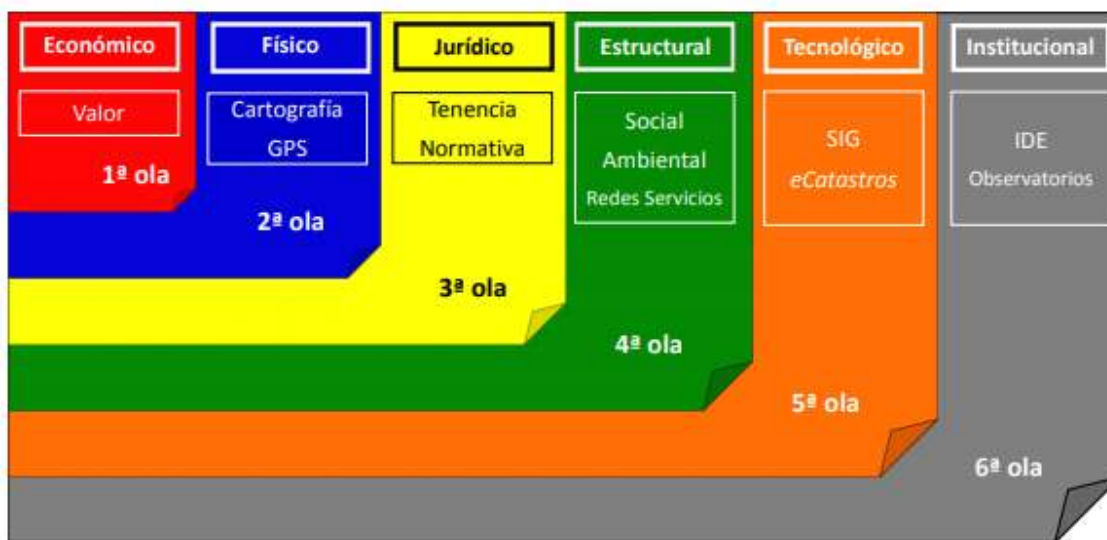 Económico
Valor
1ª ola
Físico
Cartografía
GPS
2ª ola
Jurídico
Tenencia
Normativa
3ª ola
Estructural
Social
Ambiental
Redes Servicios
4ª ola
Tecnológico
SIG
eCatastros
5ª ola
Institucional
IDE
Observatorios
6ª ola